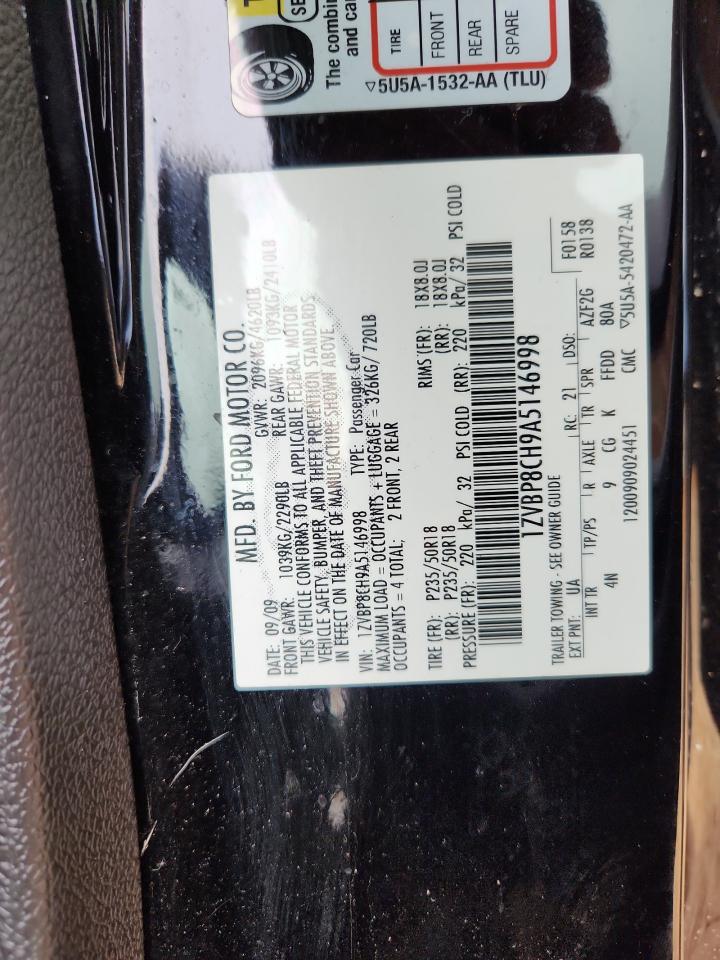 MFD. BY FORD MOTOR CO.
DATE: 09/09 GVWR: 2096KG/4620LB
FRONT GAWR: 1039KG/2290LB REAR GAWR: 1093KG/2410LB
THIS VEHICLE CONFORMS TO ALL APPLICABLE FEDERAL MOTOR
VEHICLE SAFETY, BUMPER, AND THEFT PREVENTION STANDARDS
IN EFFECT ON THE DATE OF MANUFACTURE SHOWN ABOVE.
VIN: 1ZVBP8CH9A5146998 TYPE: Passenger Car
MAXIMUM LOAD = OCCUPANTS + LUGGAGE = 326KG/ 720LB
OCCUPANTS = 4 TOTAL; 2 FRONT, 2 REAR
TIRE (FR): P235/50R18 RIMS (FR): 18X8.0J
(RR): P235/50R18 (RR): 18X8.0J
PRESSURE (FR): 220 kPa/ 32 PSI COLD (RR): 220 kPa/ 32 PSI COLD
1ZVBP8CH9A5146998
TRAILER TOWING - SEE OWNER GUIDE
EXT PNT: UA RC: 21 DSO: F0158
R0138
INT TR TP/PS R AXLE TR SPR AZF2G
4N 9 CG K FFDD 80A
1200909024451 CMC ▽5U5A-5420472-AA
SE
The combin
and ca
TIRE
FRONT
REAR
SPARE
▽5U5A-1532-AA (TLU)